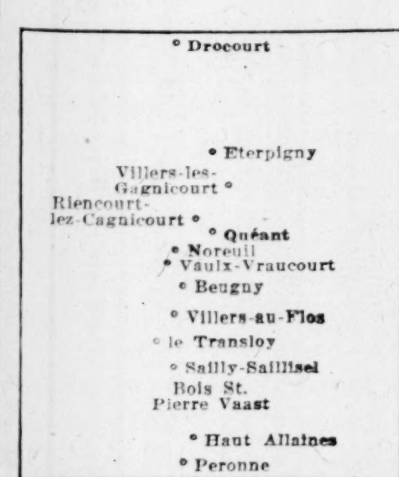 Drocourt
Eterpigny
Villers-les-
Gagnicourt
Riencourt-
lez-Cagnicourt
Quéant
Noreuil
Vaulx-Vraucourt
Beugny
Villers-au-Flos
le Transloy
Sailly-Saillisel
Bois St.
Pierre Vaast
Haut Allaines
Peronne